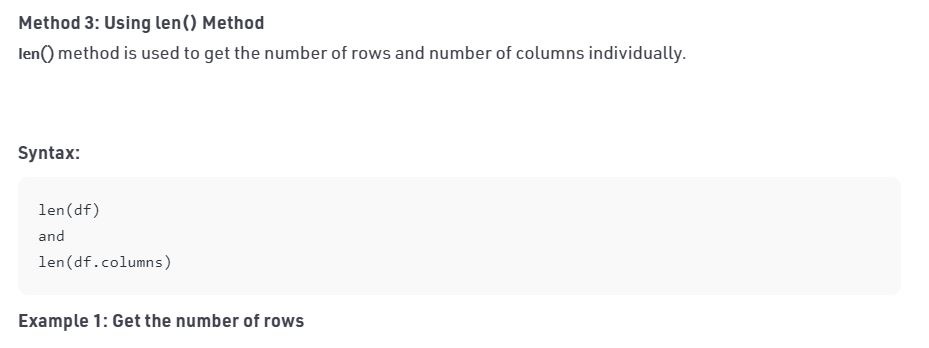 Method 3: Using len() Method
len() method is used to get the number of rows and number of columns individually.
Syntax:
len(df)
and
len(df.columns)
Example 1: Get the number of rows